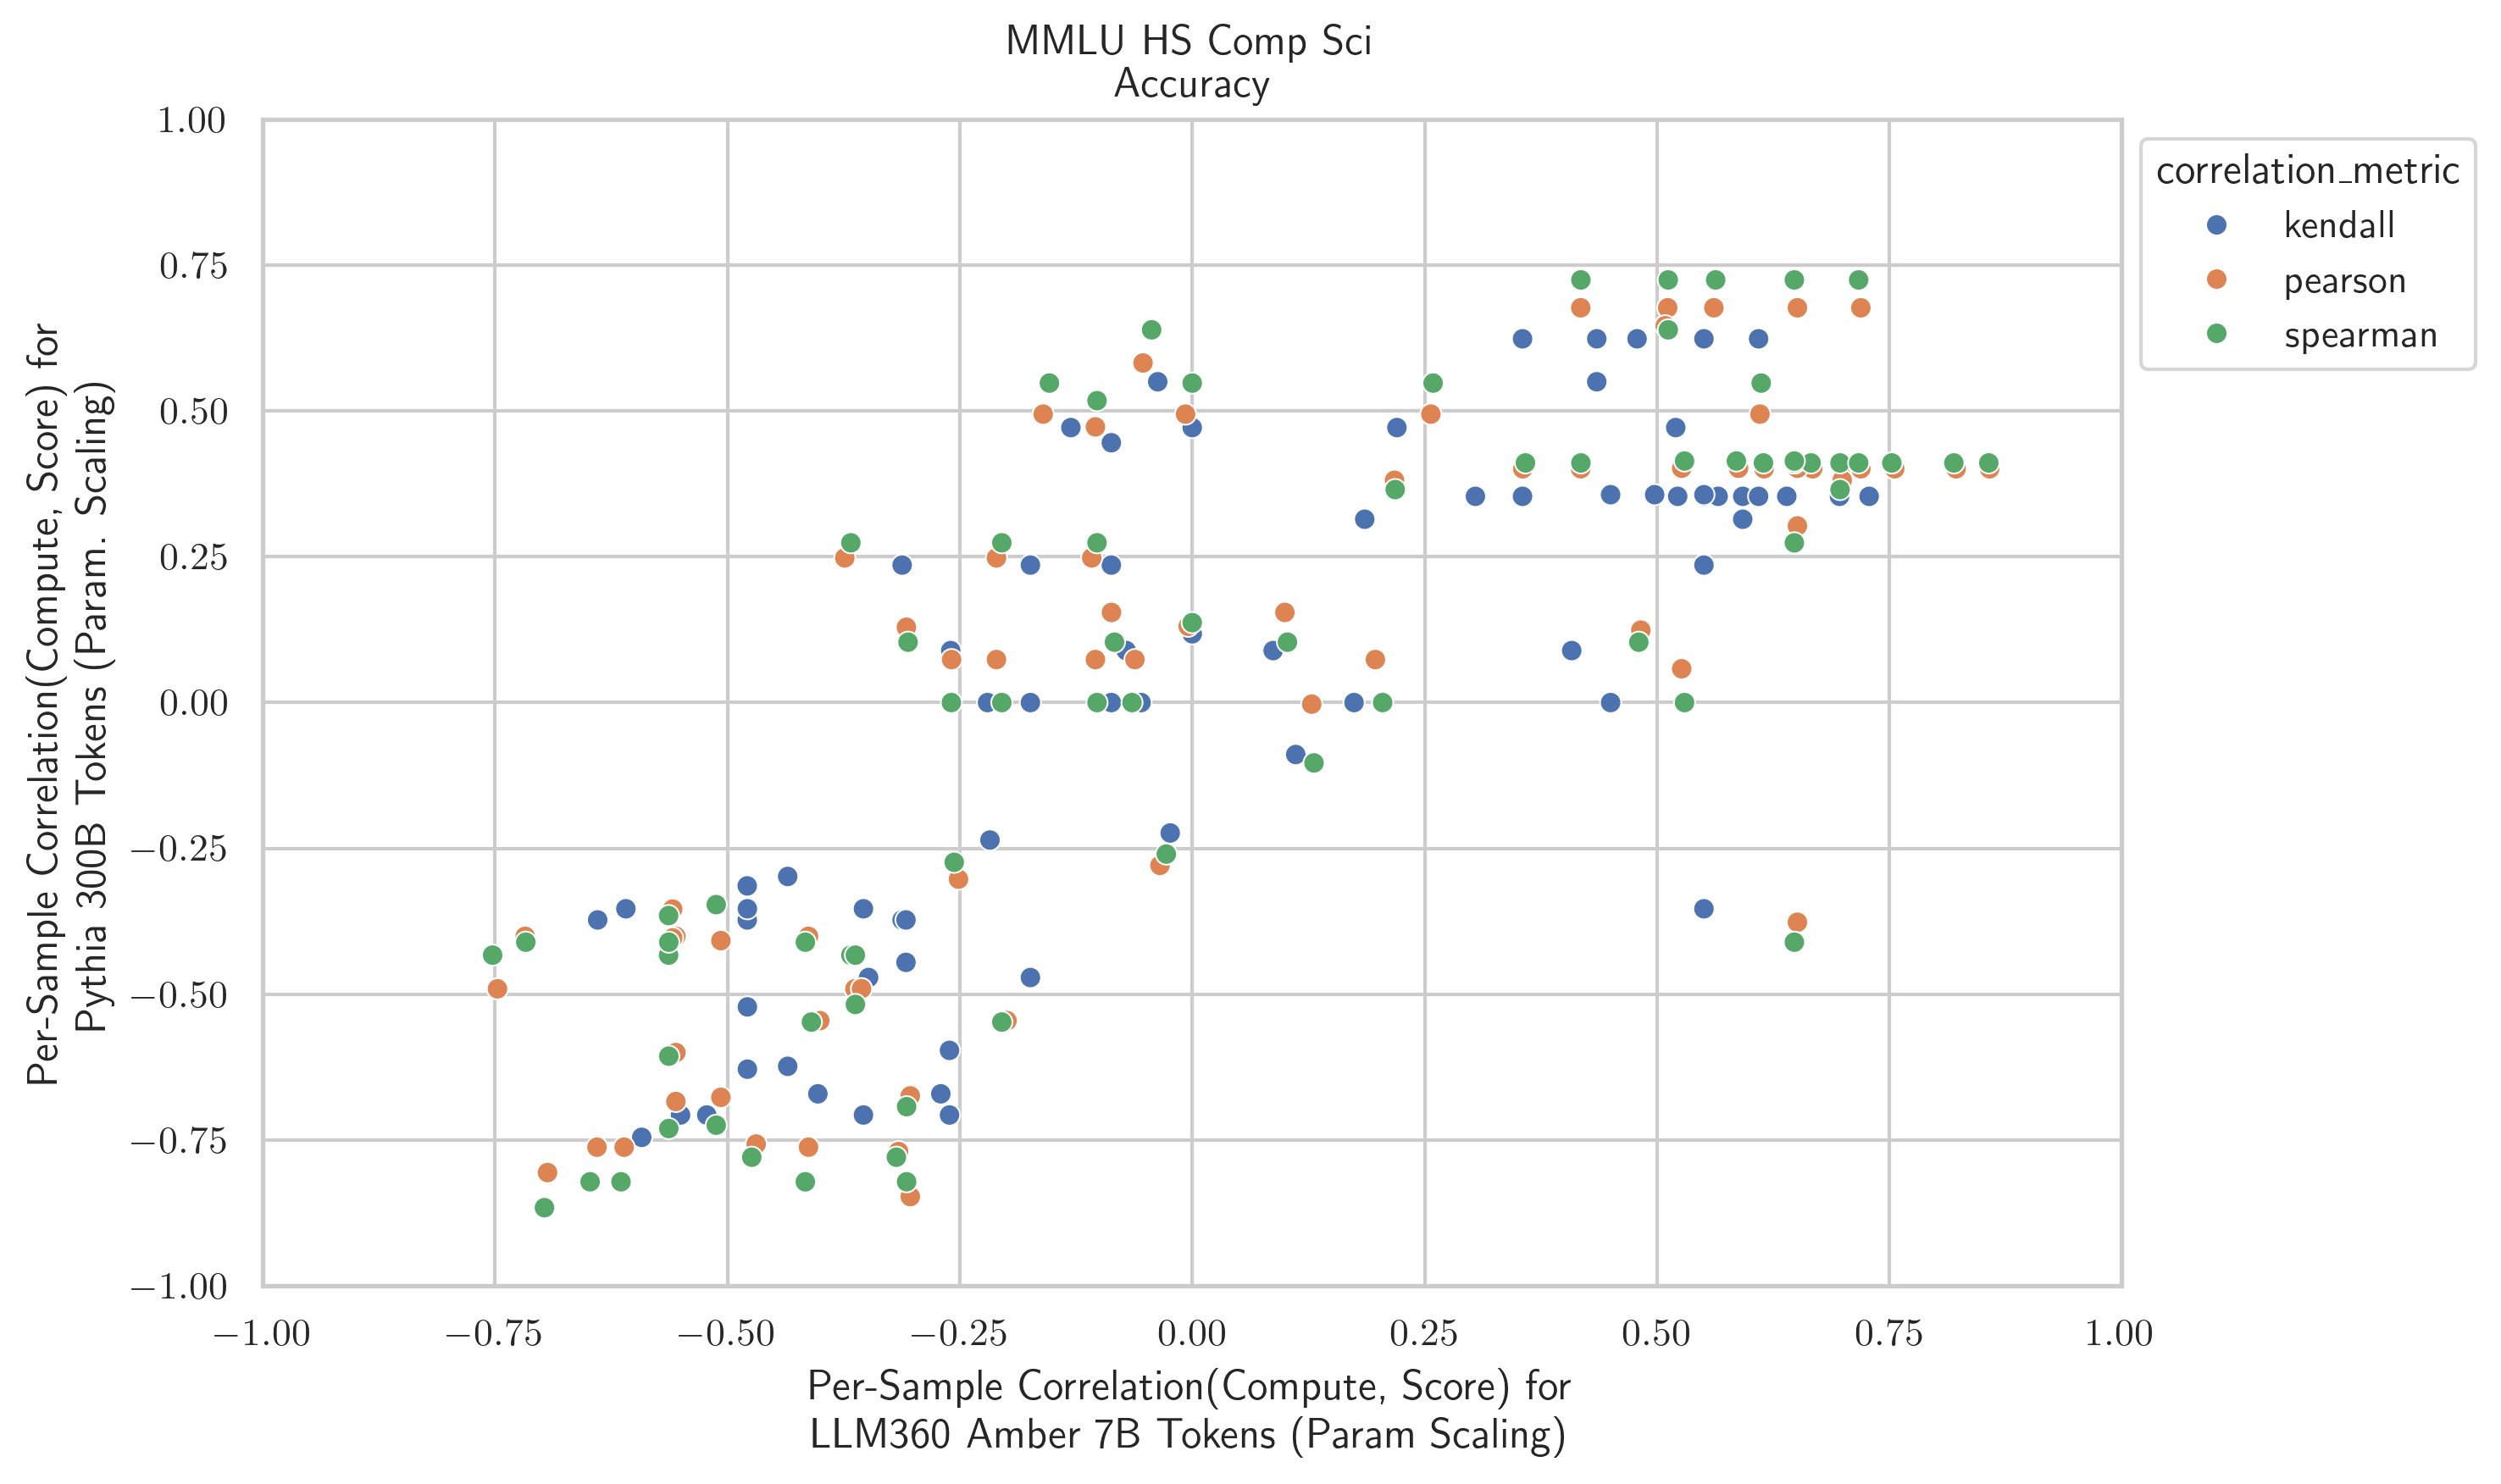 MMLU HS Comp Sci
Accuracy
1.00
0.75
0.50
0.25
0.00
−0.25
−0.50
−0.75
−1.00
Per-Sample Correlation(Compute, Score) for
Pythia 300B Tokens (Param. Scaling)
−1.00 −0.75 −0.50 −0.25 0.00 0.25 0.50 0.75 1.00
Per-Sample Correlation(Compute, Score) for
LLM360 Amber 7B Tokens (Param Scaling)
correlation_metric
kendall
pearson
spearman